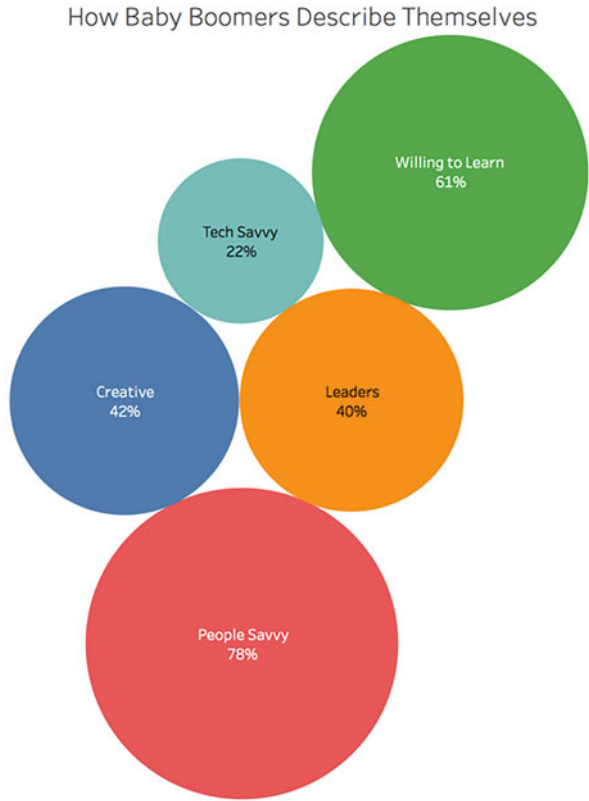 How Baby Boomers Describe Themselves
Willing to Learn
61%
Tech Savvy
22%
Creative
42%
Leaders
40%
People Savvy
78%